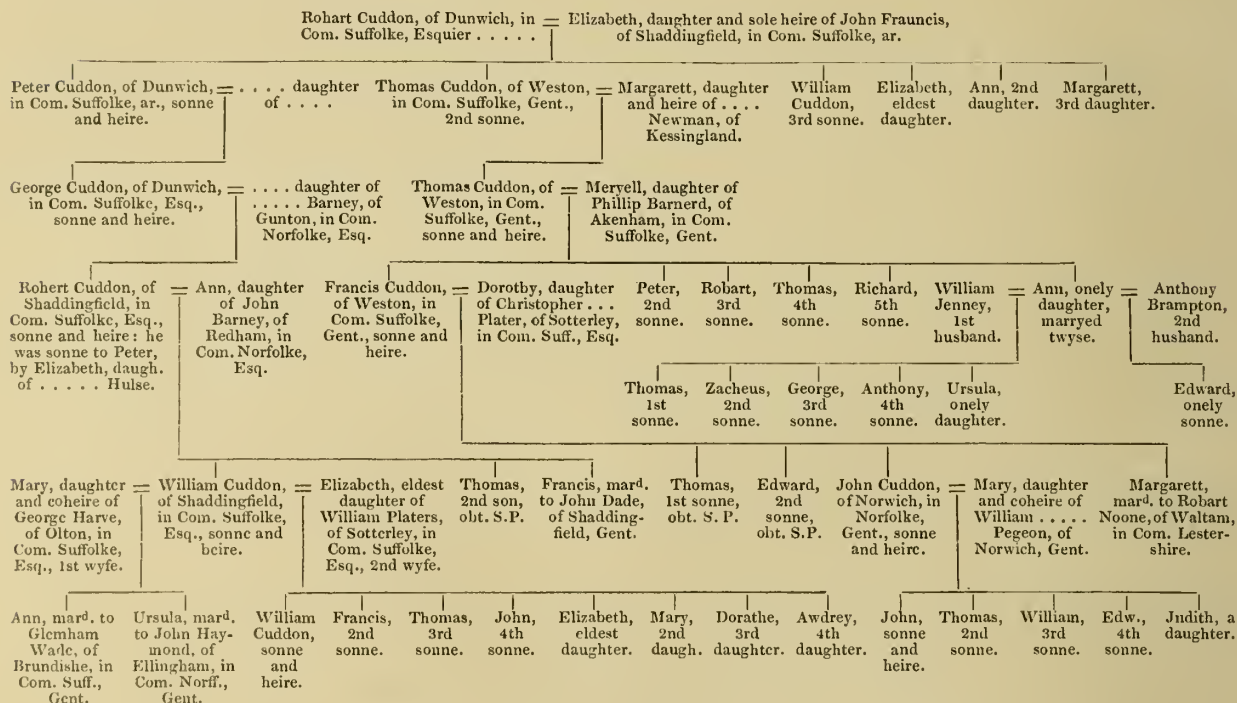 Rohart Cuddon, of Dunwich, in = Elizabeth, daughter and sole heire of John Frauncis,
Com. Suffolke, Esquier . . . . . of Shaddingfield, in Com. Suffolke, ar.
Peter Cuddon, of Dunwich,
in Com. Suffolke, ar., sonne
and heire.
= . . . . daughter
of . . . .
Thomas Cuddon, of Weston,
in Com. Suffolke, Gent.,
2nd sonne.
= Margarett, daughter
and heire of . . . .
Newman, of
Kessingland.
William
Cuddon,
3rd sonne.
Elizabeth,
eldest
daughter.
Ann, 2nd
daughter.
Margarett,
3rd daughter.
George Cuddon, of Dunwich,
in Com. Suffolke, Esq.,
sonne and heire.
= . . . . daughter of
. . . . . Barney, of
Gunton, in Com.
Norfolke, Esq.
Thomas Cuddon, of
Weston, in Com.
Suffolke, Gent.,
sonne and heire.
= Meryell, daughter of
Phillip Barnerd, of
Akenham, in Com.
Suffolke, Gent.
Rohert Cuddon, of
Shaddingfield, in
Com. Suffolke, Esq.,
sonne and heire : he
was sonne to Peter,
by Elizabeth, daugh.
of . . . . . Hulse.
= Ann, daughter
of John
Barney, of
Redham, in
Com. Norfolke,
Esq.
Francis Cuddon,
of Weston, in
Com. Suffolke,
Gent., sonne and
heire.
= Dorotby, daughter
of Christopher . . .
Plater, of Sotterley,
in Com. Suff., Esq.
Peter,
2nd
sonne.
Robart,
3rd
sonne.
Thomas,
4th
sonne.
Richard,
5th
sonne.
William
Jenney,
1st
husband.
= Ann, onely
daughter,
marryed
twyse.
= Anthony
Brampton,
2nd
hushand.
Thomas,
1st
sonne.
Zacheus,
2nd
sonne.
George,
3rd
sonne.
Anthony,
4th
sonne.
Ursula,
onely
daughter.
Edward,
onely
sonne.
Mary, daughter
and coheire of
George Harve,
of Olton, in
Com. Suffolke,
Esq., 1st wyfe.
= William Cuddon,
of Shaddingfield,
in Com. Suffolke,
Esq., sonne and
beire.
= Elizabeth, eldest
daughter of
William Platers,
of Sotterley, in
Com. Suffolke,
Esq., 2nd wyfe.
Thomas,
2nd son,
obt. S.P.
Francis, mard.
to John Dade,
of Shadding-
field, Gent.
Thomas,
1st sonne,
obt. S. P.
Edward,
2nd
sonne,
obt. S.P.
John Cuddon,
of Norwich, in
Norfolke,
Gent., sonne
and heire.
= Mary, daughter
and coheire of
William . . . . .
Pegeon, of
Norwich, Gent.
Margarett,
mard. to Robart
Noone, of Waltam,
in Com. Lester-
shire.
Ann, mard. to
Glemham
Wade, of
Brundishe, in
Com. Suff.,
Gent.
Ursula, mard.
to John Hay-
mond, of
Ellingham, in
Com. Norff.,
Gent.
William
Cuddon,
sonne
and
heire.
Francis,
2nd
sonne.
Thomas,
3rd
sonne.
John,
4th
sonne.
Elizabeth,
eldest
daughter.
Mary,
2nd
daugh.
Dorathe,
3rd
daughter.
Awdrey,
4th
daughter.
John,
sonne
and
heire.
Thomas,
2nd
sonne.
William,
3rd
sonne.
Edw.,
4th
sonne.
Judith, a
daughter.